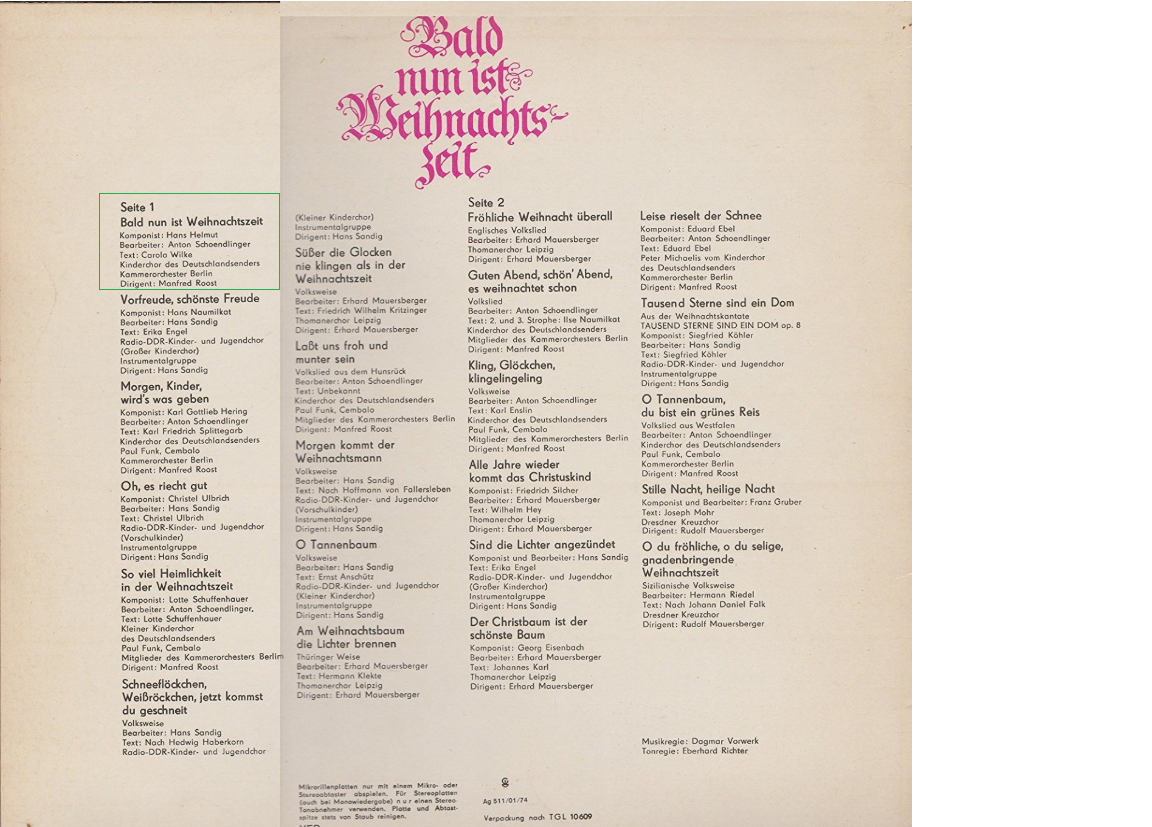 Bald
nun ist
Weihnachts-
zeit
Seite 1
Bald nun ist Weihnachtszeit
Komponist: Hans Helmut
Bearbeiter: Anton Schoendlinger
Text: Carola Wilke
Kinderchor des Deutschlandsenders
Kammerorchester Berlin
Dirigent: Manfred Roost
Vorfreude, schönste Freude
Komponist: Hans Naumilkat
Bearbeiter: Hans Sandig
Text: Erika Engel
Radio-DDR-Kinder- und Jugendchor
(Großer Kinderchor)
Instrumentalgruppe
Dirigent: Hans Sandig
Morgen, Kinder,
wird's was geben
Komponist: Karl Gottlieb Hering
Bearbeiter: Anton Schoendlinger
Text: Karl Friedrich Splittegarb
Kinderchor des Deutschlandsenders
Paul Funk, Cembalo
Kammerorchester Berlin
Dirigent: Manfred Roost
Oh, es riecht gut
Komponist: Christel Ulbrich
Bearbeiter: Hans Sandig
Text: Christel Ulbrich
Radio-DDR-Kinder- und Jugendchor
(Vorschulkinder)
Instrumentalgruppe
Dirigent: Hans Sandig
So viel Heimlichkeit
in der Weihnachtszeit
Komponist: Lotte Schuffenhauer
Bearbeiter: Anton Schoendlinger,
Text: Lotte Schuffenhauer
Kleiner Kinderchor
des Deutschlandsenders
Paul Funk, Cembalo
Mitglieder des Kammerorchesters Berlin
Dirigent: Manfred Roost
Schneeflöckchen,
Weißröckchen, jetzt kommst
du geschneit
Volksweise
Bearbeiter: Hans Sandig
Text: Nach Hedwig Haberkorn
Radio-DDR-Kinder- und Jugendchor
(Kleiner Kinderchor)
Instrumentalgruppe
Dirigent: Hans Sandig
Süßer die Glocken
nie klingen als in der
Weihnachtszeit
Volksweise
Bearbeiter: Erhard Mauersberger
Text: Friedrich Wilhelm Kritzinger
Thomanerchor Leipzig
Dirigent: Erhard Mauersberger
Laßt uns froh und
munter sein
Volkslied aus dem Hunsrück
Bearbeiter: Anton Schoendlinger
Text: Unbekannt
Kinderchor des Deutschlandsenders
Paul Funk, Cembalo
Mitglieder des Kammerorchesters Berlin
Dirigent: Manfred Roost
Morgen kommt der
Weihnachtsmann
Volksweise
Bearbeiter: Hans Sandig
Text: Nach Hoffmann von Fallersleben
Radio-DDR-Kinder- und Jugendchor
(Vorschulkinder)
Instrumentalgruppe
Dirigent: Hans Sandig
O Tannenbaum
Volksweise
Bearbeiter: Hans Sandig
Text: Ernst Anschütz
Radio-DDR-Kinder- und Jugendchor
(Kleiner Kinderchor)
Instrumentalgruppe
Dirigent: Hans Sandig
Am Weihnachtsbaum
die Lichter brennen
Thüringer Weise
Bearbeiter: Erhard Mauersberger
Text: Hermann Klekte
Thomanerchor Leipzig
Dirigent: Erhard Mauersberger
Seite 2
Fröhliche Weihnacht überall
Englisches Volkslied
Bearbeiter: Erhard Mauersberger
Thomanerchor Leipzig
Dirigent: Erhard Mauersberger
Guten Abend, schön' Abend,
es weihnachtet schon
Volkslied
Bearbeiter: Anton Schoendlinger
Text: 2. und 3. Strophe: Ilse Naumilkat
Kinderchor des Deutschlandsenders
Mitglieder des Kammerorchesters Berlin
Dirigent: Manfred Roost
Kling, Glöckchen,
klingelingeling
Volksweise
Bearbeiter: Anton Schoendlinger
Text: Karl Enslin
Kinderchor des Deutschlandsenders
Paul Funk, Cembalo
Mitglieder des Kammerorchesters Berlin
Dirigent: Manfred Roost
Alle Jahre wieder
kommt das Christuskind
Komponist: Friedrich Silcher
Bearbeiter: Erhard Mauersberger
Text: Wilhelm Hey
Thomanerchor Leipzig
Dirigent: Erhard Mauersberger
Sind die Lichter angezündet
Komponist und Bearbeiter: Hans Sandig
Text: Erika Engel
Radio-DDR-Kinder- und Jugendchor
(Großer Kinderchor)
Instrumentalgruppe
Dirigent: Hans Sandig
Der Christbaum ist der
schönste Baum
Komponist: Georg Eisenbach
Bearbeiter: Erhard Mauersberger
Text: Johannes Karl
Thomanerchor Leipzig
Dirigent: Erhard Mauersberger
Leise rieselt der Schnee
Komponist: Eduard Ebel
Bearbeiter: Anton Schoendlinger
Text: Eduard Ebel
Peter Michaelis vom Kinderchor
des Deutschlandsenders
Kammerorchester Berlin
Dirigent: Manfred Roost
Tausend Sterne sind ein Dom
Aus der Weihnachtskantate
TAUSEND STERNE SIND EIN DOM op. 8
Komponist: Siegfried Köhler
Bearbeiter: Hans Sandig
Text: Siegfried Köhler
Radio-DDR-Kinder- und Jugendchor
Instrumentalgruppe
Dirigent: Hans Sandig
O Tannenbaum,
du bist ein grünes Reis
Volkslied aus Westfalen
Bearbeiter: Anton Schoendlinger
Kinderchor des Deutschlandsenders
Paul Funk, Cembalo
Kammerorchester Berlin
Dirigent: Manfred Roost
Stille Nacht, heilige Nacht
Komponist und Bearbeiter: Franz Gruber
Text: Joseph Mohr
Dresdner Kreuzchor
Dirigent: Rudolf Mauersberger
O du fröhliche, o du selige,
gnadenbringende
Weihnachtszeit
Sizilianische Volksweise
Bearbeiter: Hermann Riedel
Text: Nach Johann Daniel Falk
Dresdner Kreuzchor
Dirigent: Rudolf Mauersberger
Musikregie: Dagmar Vorwerk
Tonregie: Eberhard Richter
Mikrorillenplatten nur mit einem Mikro- oder
Stereoabtaster abspielen. Für Stereoplatten
(auch bei Monowiedergabe) n u r einen Stereo-
Tonabnehmer verwenden. Platte und Abtast-
spitze stets von Staub reinigen.
Ag 511/01/74
Verpackung nach TGL 10609